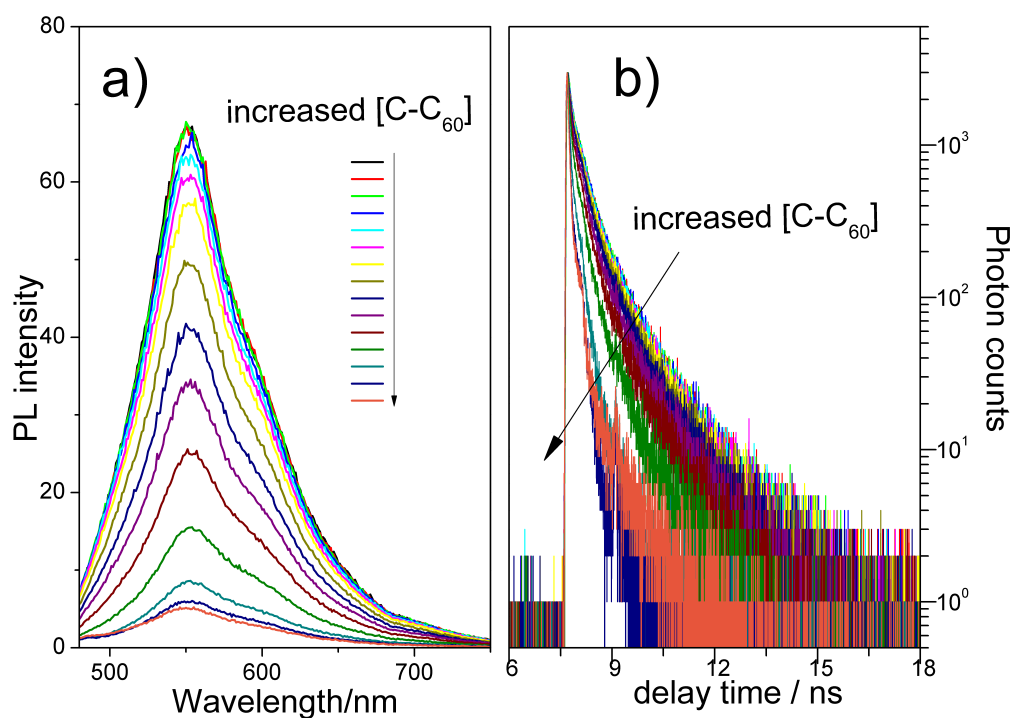 a)
increased [C-C60]
80
60
40
20
0
PL intensity
500
600
700
Wavelength/nm
b)
increased [C-C60]
10^3
10^2
10^1
10^0
Photon counts
6
9
12
15
18
delay time / ns